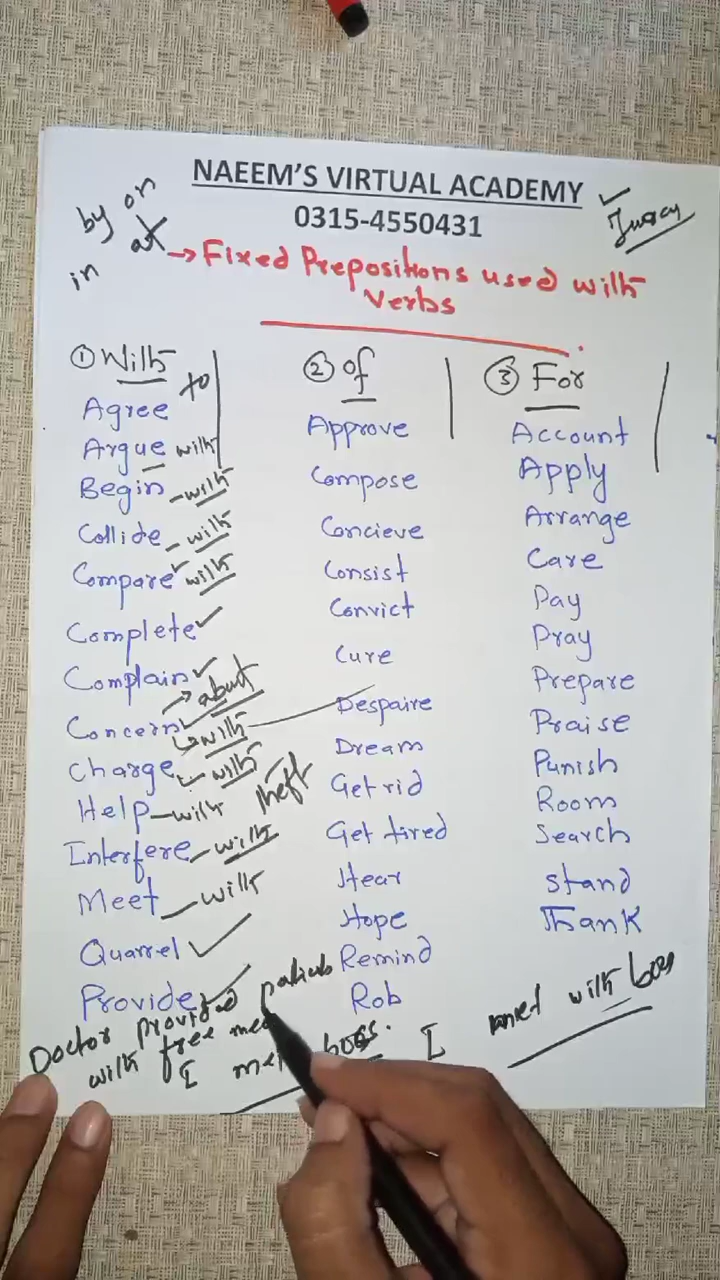 NAEEM'S VIRTUAL ACADEMY
0315-4550431
by on
at
in
→ Fixed Prepositions used with
Verbs
① With
Agree to
Argue with
Begin with
Collide with
Compare with
Complete
Complain
Concern → about
with
Charge with
theft
Help with
Interfere with
Meet with
Quarrel
Provide
② Of
Approve
Compose
Concieve
Consist
Convict
Cure
Despaire
Dream
Get rid
Get tired
Hear
Hope
Remind
Rob
③ For
Account
Apply
Arrange
Care
Pay
Pray
Prepare
Praise
Punish
Room
Search
Stand
Thank
Doctor provided patients
with free
I boss. I met with boss